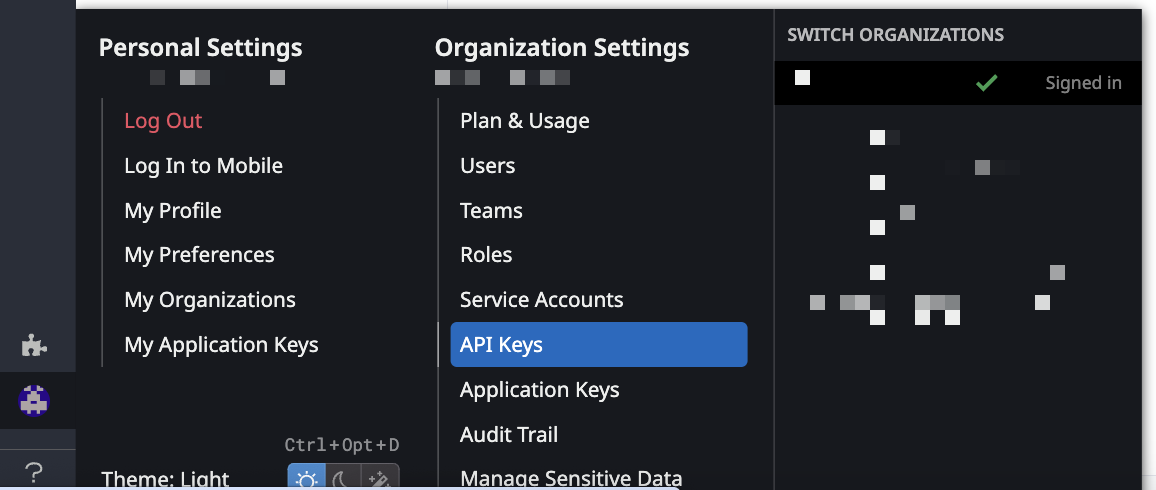 Personal Settings
Log Out
Log In to Mobile
My Profile
My Preferences
My Organizations
My Application Keys
Ctrl+Opt+D
Theme: Light
Organization Settings
Plan & Usage
Users
Teams
Roles
Service Accounts
API Keys
Application Keys
Audit Trail
Manage Sensitive Data
SWITCH ORGANIZATIONS
Signed in
?